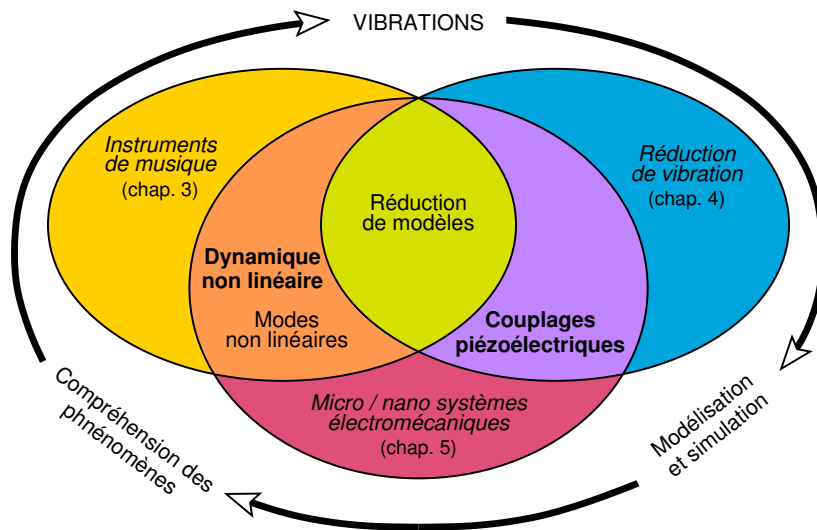 VIBRATIONS
Instruments
de musique
(chap. 3)
Réduction
de vibration
(chap. 4)
Réduction
de modèles
Dynamique
non linéaire
Modes
non linéaires
Couplages
piézoélectriques
Micro / nano systèmes
électromécaniques
(chap. 5)
Compréhension des
phnénomènes
Modélisation
et simulation